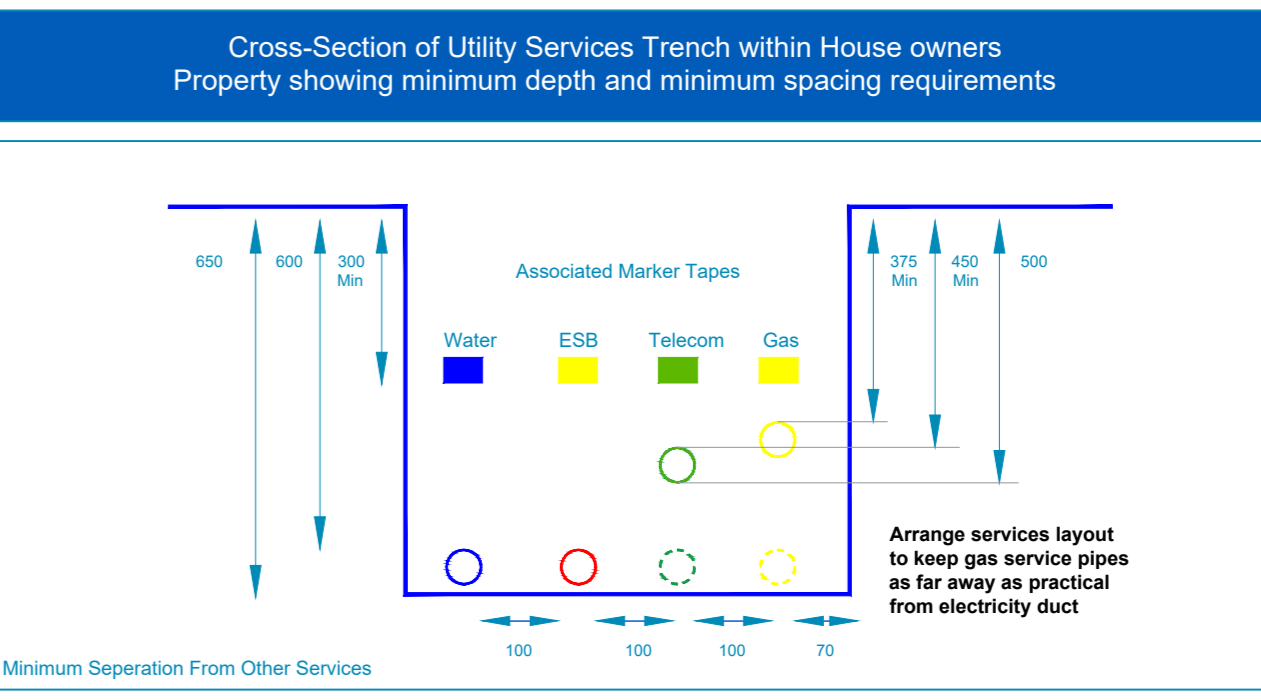 Cross-Section of Utility Services Trench within House owners
Property showing minimum depth and minimum spacing requirements
650
600
300
Min
Associated Marker Tapes
375
Min
450
Min
500
Water
ESB
Telecom
Gas
Arrange services layout
to keep gas service pipes
as far away as practical
from electricity duct
100
100
100
70
Minimum Seperation From Other Services